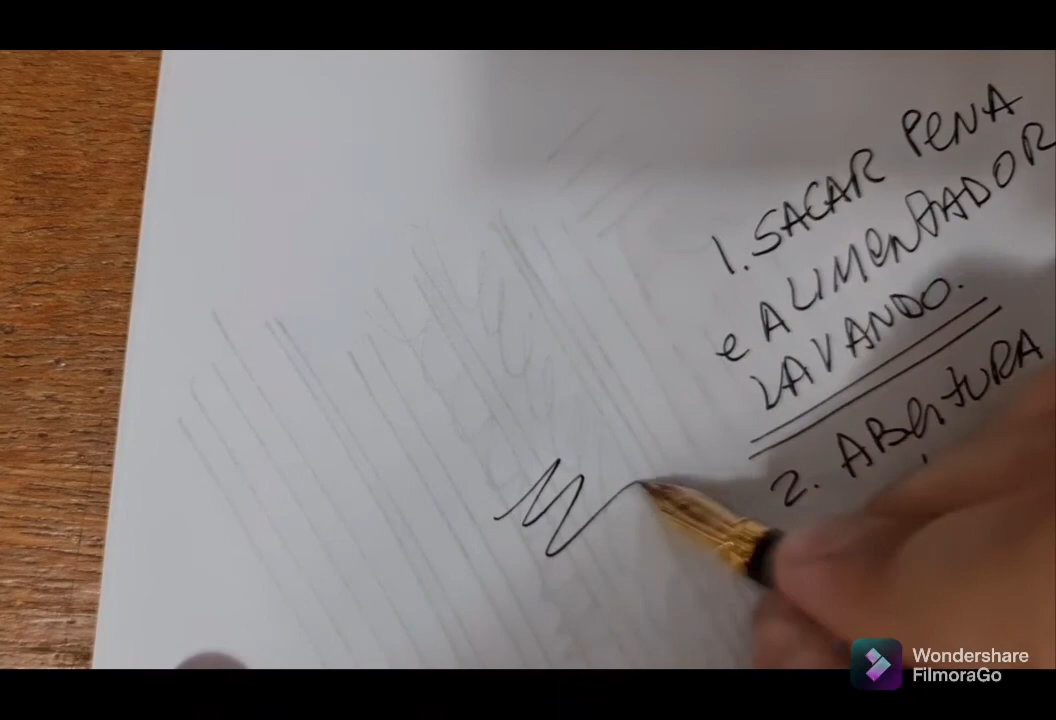 1. SACAR PENA
e ALIMENTADOR
LAVANDO.
2. ABERTURA
Wondershare
FilmoraGo